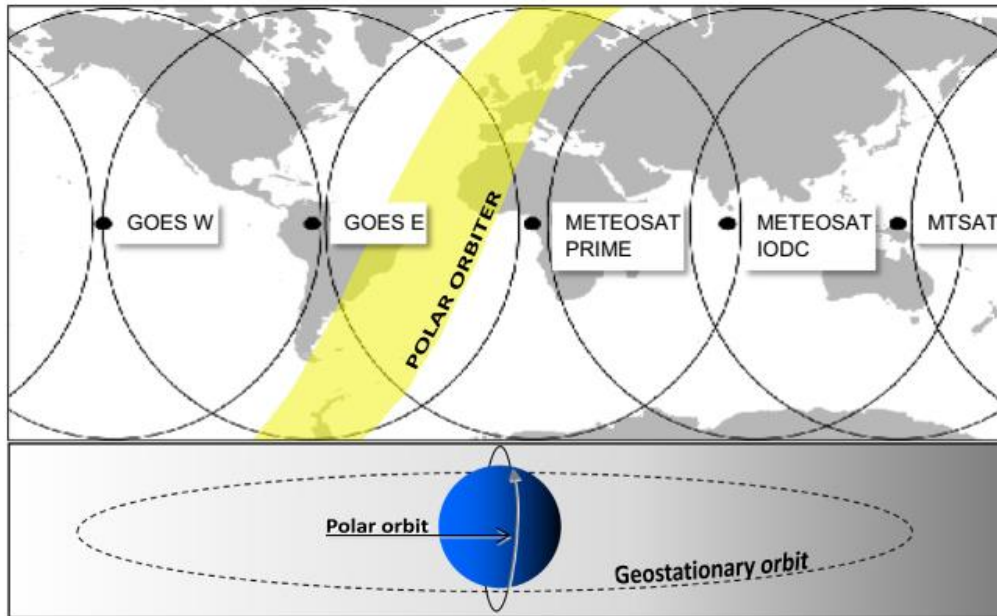 GOES W
GOES E
POLAR ORBITER
METEOSAT
PRIME
METEOSAT
IODC
MTSAT
Polar orbit
Geostationary orbit